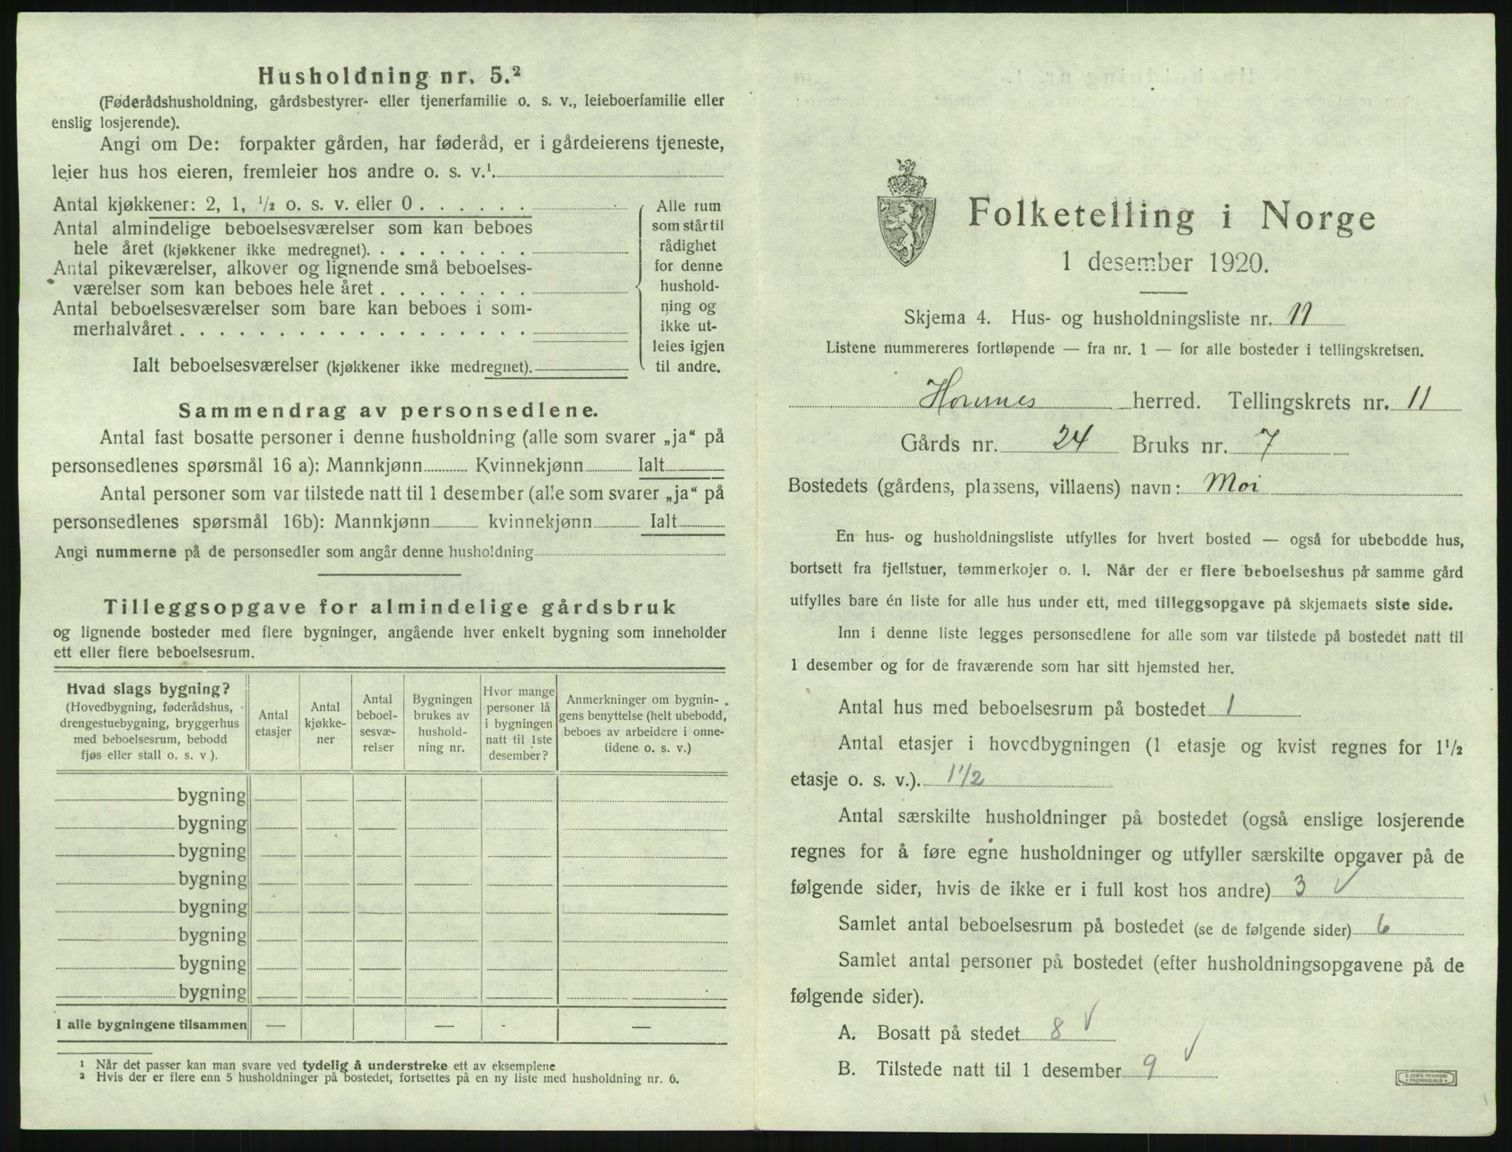 Husholdning nr. 5.²
(Føderådshusholdning, gårdsbestyrer- eller tjenerfamilie o. s. v., leieboerfamilie eller
enslig losjerende).
Angi om De: forpakter gården, har føderåd, er i gårdeierens tjeneste,
leier hus hos eieren, fremleier hos andre o. s. v.¹
Antal kjøkkener: 2, 1, ½ o. s. v. eller 0 . . . . . .
Antal almindelige beboelsesværelser som kan beboes
hele året (kjøkkener ikke medregnet). . . . . . . .
Antal pikeværelser, alkover og lignende små beboelses-
værelser som kan beboes hele året . . . . . . . .
Antal beboelsesværelser som bare kan beboes i som-
merhalvåret . . . . . . . . . . . . . . . . . .
Ialt beboelsesværelser (kjøkkener ikke medregnet).
Alle rum
som står til
rådighet
for denne
hushold-
ning og
ikke ut-
leies igjen
til andre.
Sammendrag av personsedlene.
Antal fast bosatte personer i denne husholdning (alle som svarer „ja“ på
personsedlenes spørsmål 16 a): Mannkjønn Kvinnekjønn Ialt
Antal personer som var tilstede natt til 1 desember (alle som svarer „ja“ på
personsedlenes spørsmål 16b): Mannkjønn kvinnekjønn Ialt
Angi nummerne på de personsedler som angår denne husholdning
Tilleggsopgave for almindelige gårdsbruk
og lignende bosteder med flere bygninger, angående hver enkelt bygning som inneholder
ett eller flere beboelsesrum.
Hvad slags bygning?
(Hovedbygning, føderådshus,
drengestuebygning, bryggerhus
med beboelsesrum, bebodd
fjøs eller stall o. s. v ).
Antal
etasjer
Antal
kjøkke-
ner
Antal
beboel-
sesvæ-
relser
Bygningen
brukes av
hushold-
ning nr.
Hvor mange
personer lå
i bygningen
natt til 1ste
desember?
Anmerkninger om bygnin-
gens benyttelse (helt ubebodd,
beboes av arbeidere i onne-
tidene o. s. v.)
bygning
bygning
bygning
bygning
bygning
bygning
bygning
bygning
I alle bygningene tilsammen — — - —
¹ Når det passer kan man svare ved tydelig å understreke ett av eksemplene
² Hvis der er flere enn 5 husholdninger på bostedet, fortsettes på en ny liste med husholdning nr. 6.
Folketelling i Norge
1 desember 1920.
Skjema 4. Hus- og husholdningsliste nr. 11
Listene nummereres fortløpende — fra nr. 1 — for alle bosteder i tellingskretsen.
Hornnes herred. Tellingskrets nr. 11
Gårds nr. 24 Bruks nr. 7
Bostedets (gårdens, plassens, villaens) navn: Moi
En hus- og husholdningsliste utfylles for hvert bosted — også for ubebodde hus,
bortsett fra fjellstuer, tømmerkojer o. l. Når der er flere beboelseshus på samme gård
utfylles bare én liste for alle hus under ett, med tilleggsopgave på skjemaets siste side.
Inn i denne liste legges personsedlene for alle som var tilstede på bostedet natt til
1 desember og for de fraværende som har sitt hjemsted her.
Antal hus med beboelsesrum på bostedet 1
Antal etasjer i hovedbygningen (1 etasje og kvist regnes for 1½
etasje o. s. v.). 1½
Antal særskilte husholdninger på bostedet (også enslige losjerende
regnes for å føre egne husholdninger og utfyller særskilte opgaver på de
følgende sider, hvis de ikke er i full kost hos andre) 3 √
Samlet antal beboelsesrum på bostedet (se de følgende sider) 6
Samlet antal personer på bostedet (efter husholdningsopgavene på de
følgende sider).
A. Bosatt på stedet 8 √
B. Tilstede natt til 1 desember 9 √